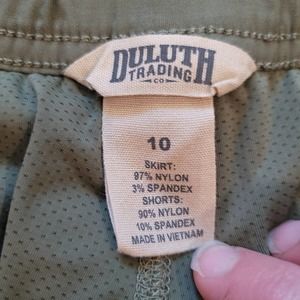 DULUTH
TRADING
CO
10
SKIRT:
97% NYLON
3% SPANDEX
SHORTS:
90% NYLON
10% SPANDEX
MADE IN VIETNAM